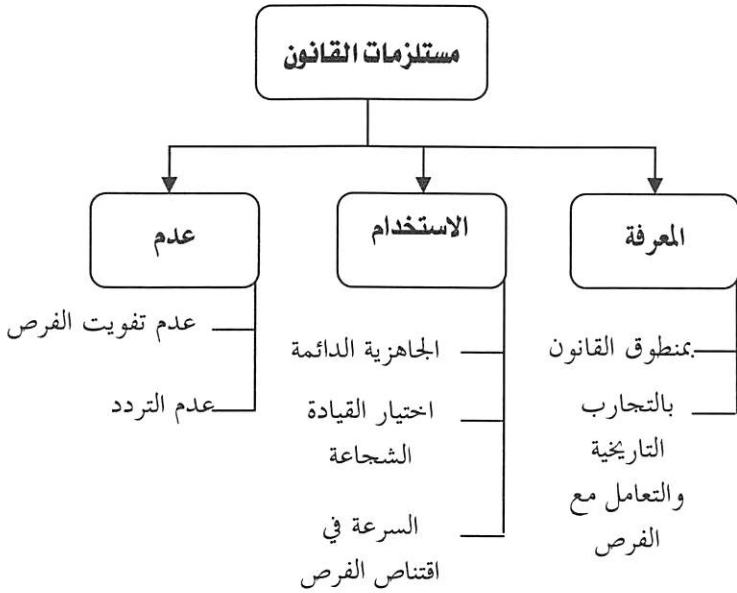 مستلزمات القانون
المعرفة
بمنطوق القانون
بالتجارب
التاريخية
والتعامل مع
الفرص
الاستخدام
الجاهزية الدائمة
اختيار القيادة
الشجاعة
السرعة في
اقتناص الفرص
عدم
عدم تفويت الفرص
عدم التردد